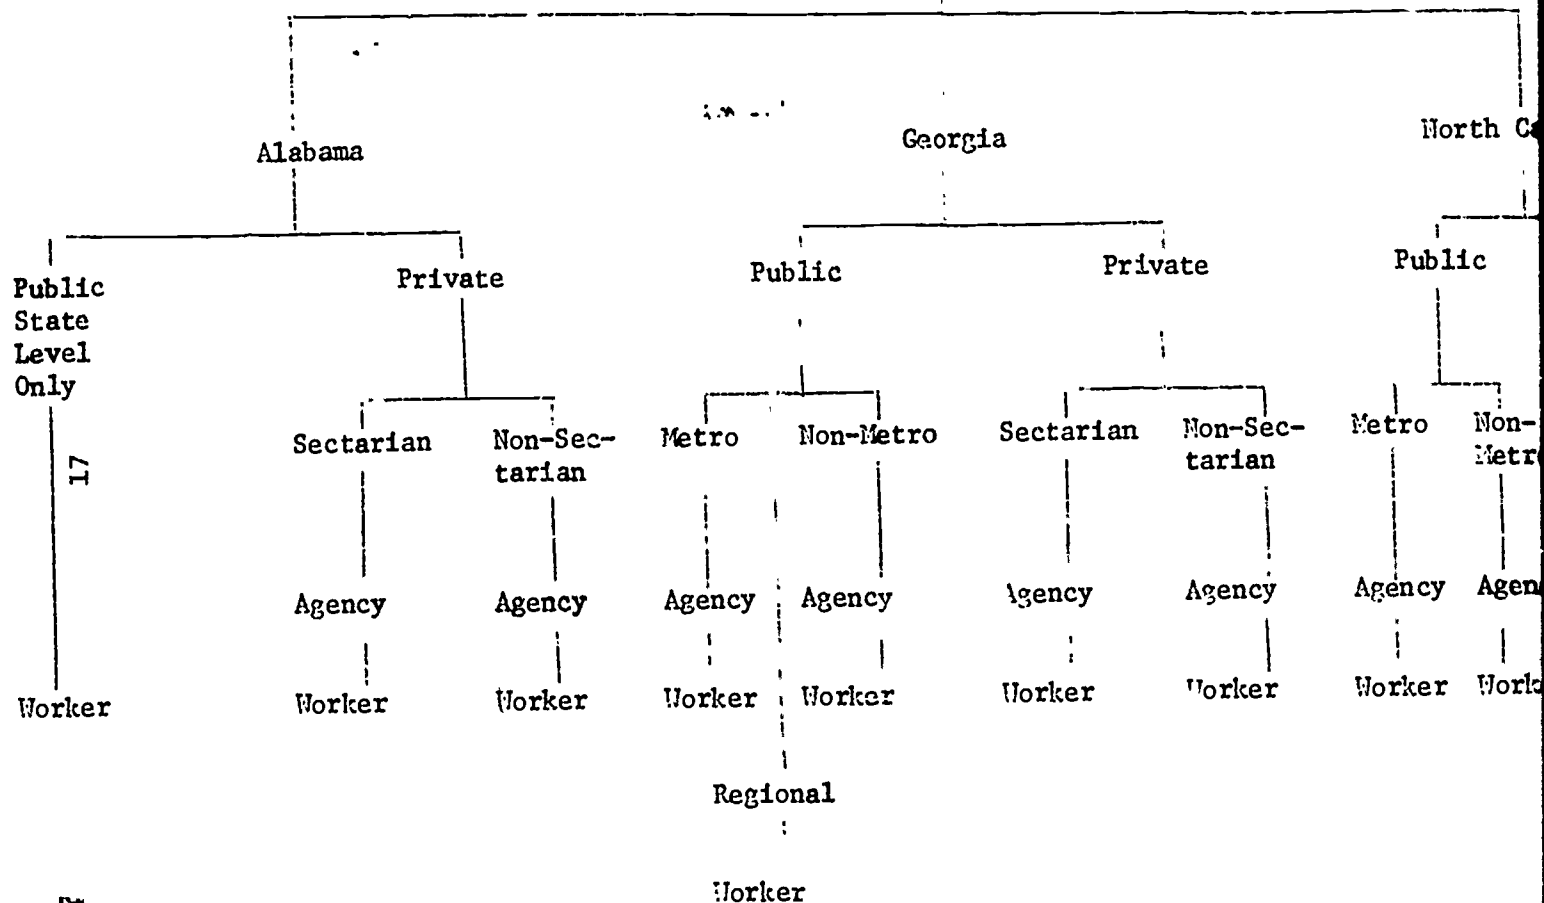 Alabama
Georgia
North
Public
State
Level
Only
Private
Public
Private
Public
Sectarian
Non-Sec-
tarian
Metro
Non-Metro
Sectarian
Non-Sec-
tarian
Metro
Non-
17
Agency
Agency
Agency
Agency
Agency
Agency
Agency
Worker
Worker
Worker
Worker
Worker
Worker
Worker
Worker
Regional
Worker